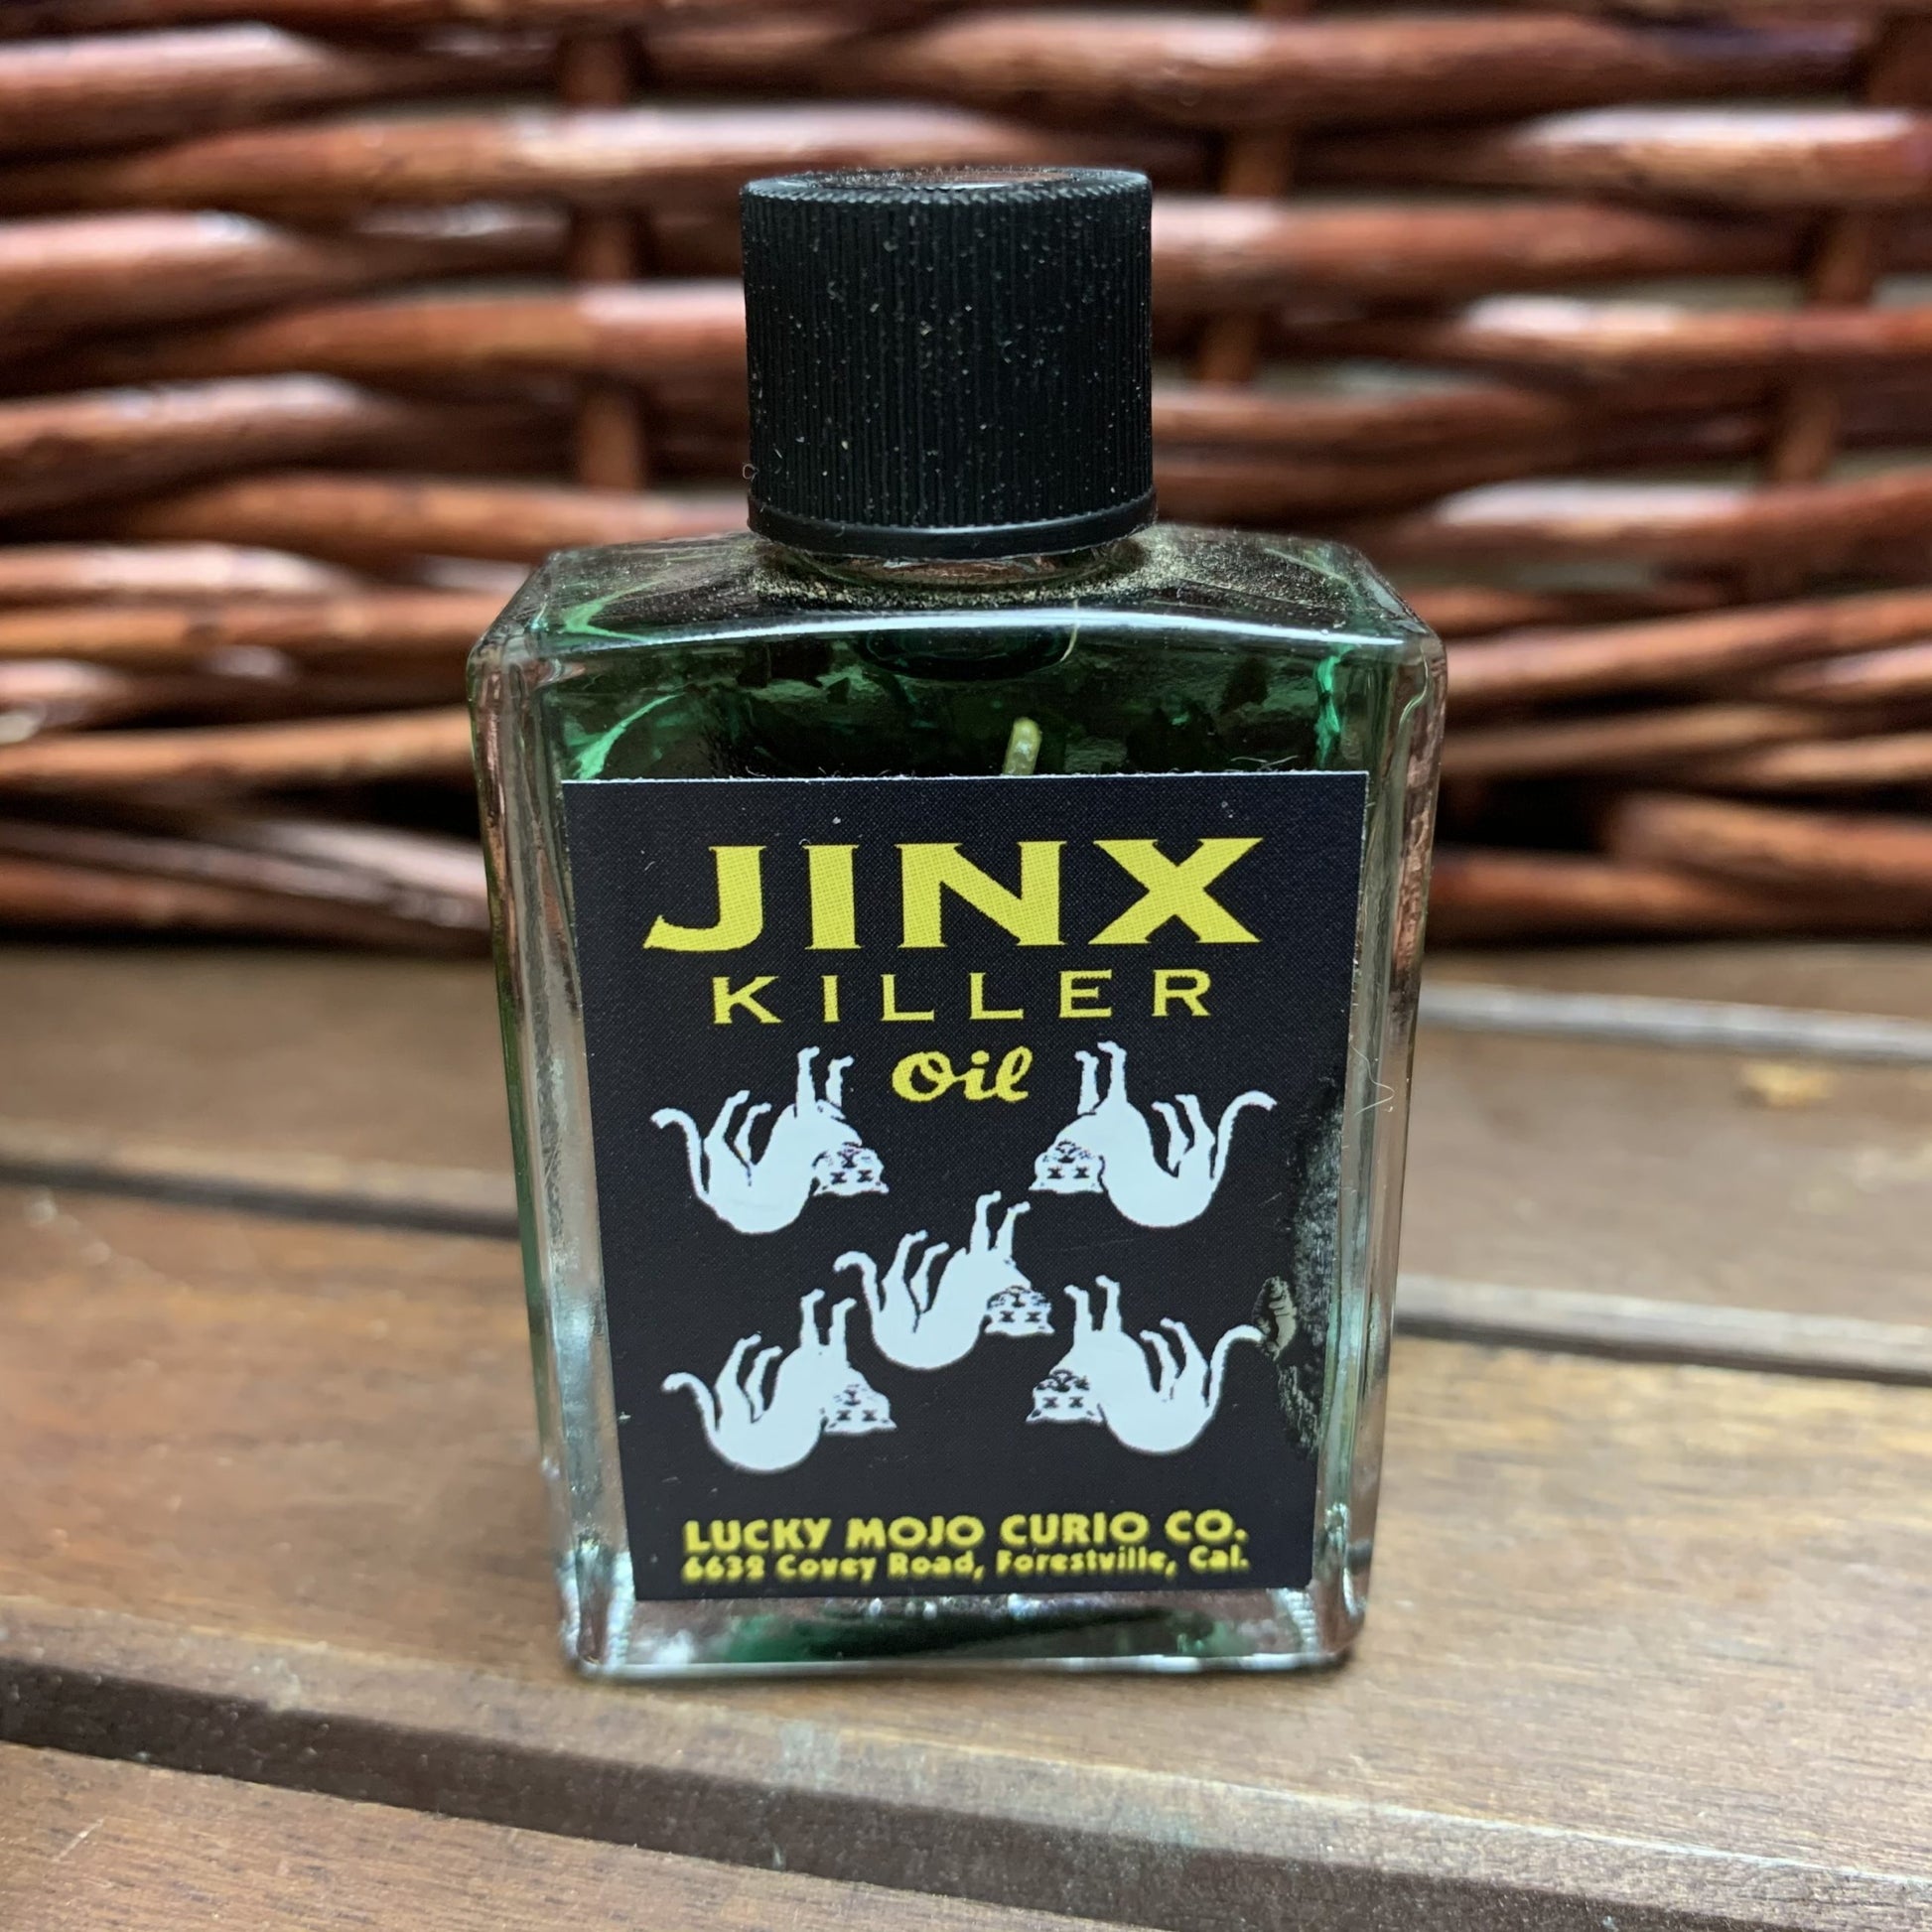 JINX
KILLER
Oil
LUCKY MOJO CURIO CO.
6632 Covey Road, Forestville, Cal.